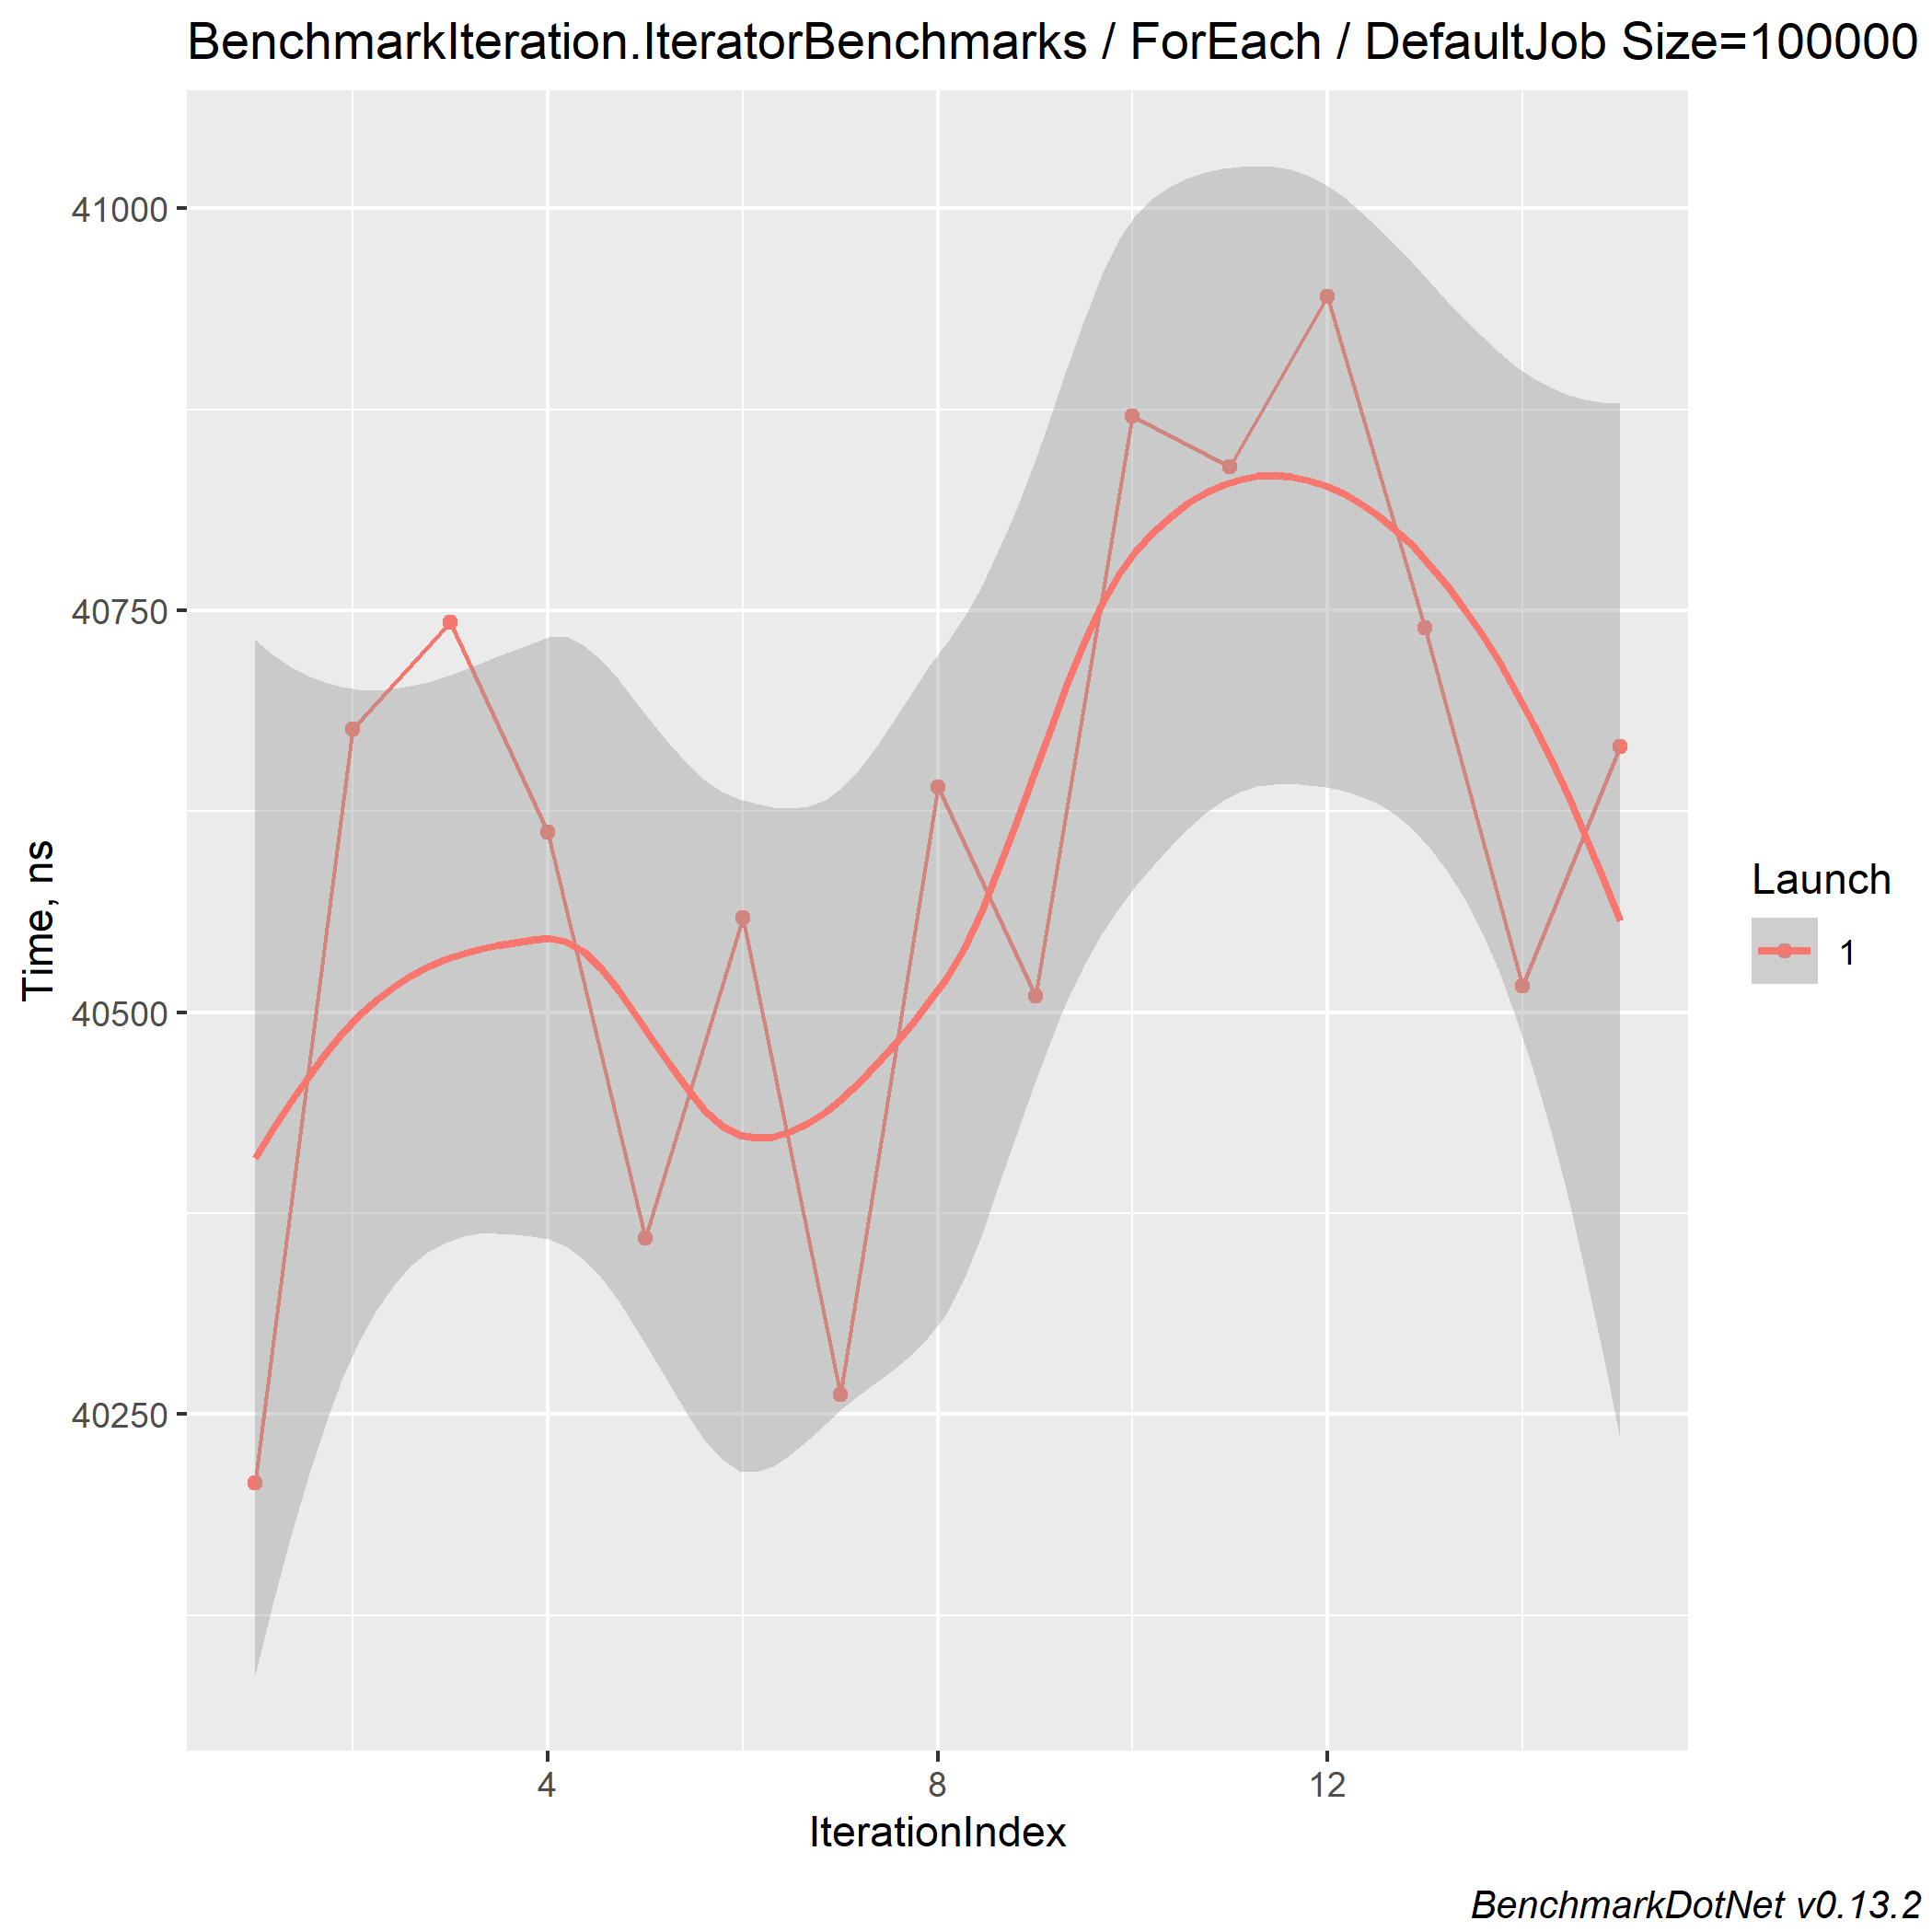 BenchmarkIteration.IteratorBenchmarks / ForEach / DefaultJob Size=100000
41000
40750
40500
40250
Time, ns
4
8
12
IterationIndex
Launch
1
BenchmarkDotNet v0.13.2